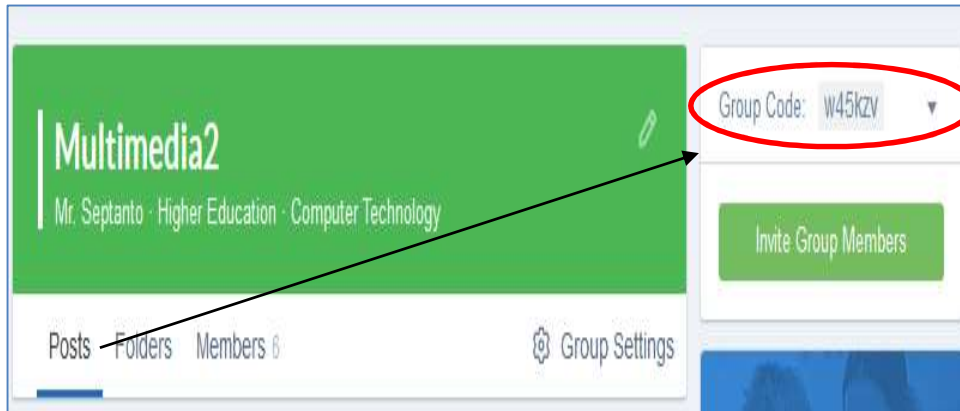 Multimedia2
Mr. Septanto · Higher Education · Computer Technology
Posts Folders Members 6
Group Settings
Group Code: w45kzv
Invite Group Members